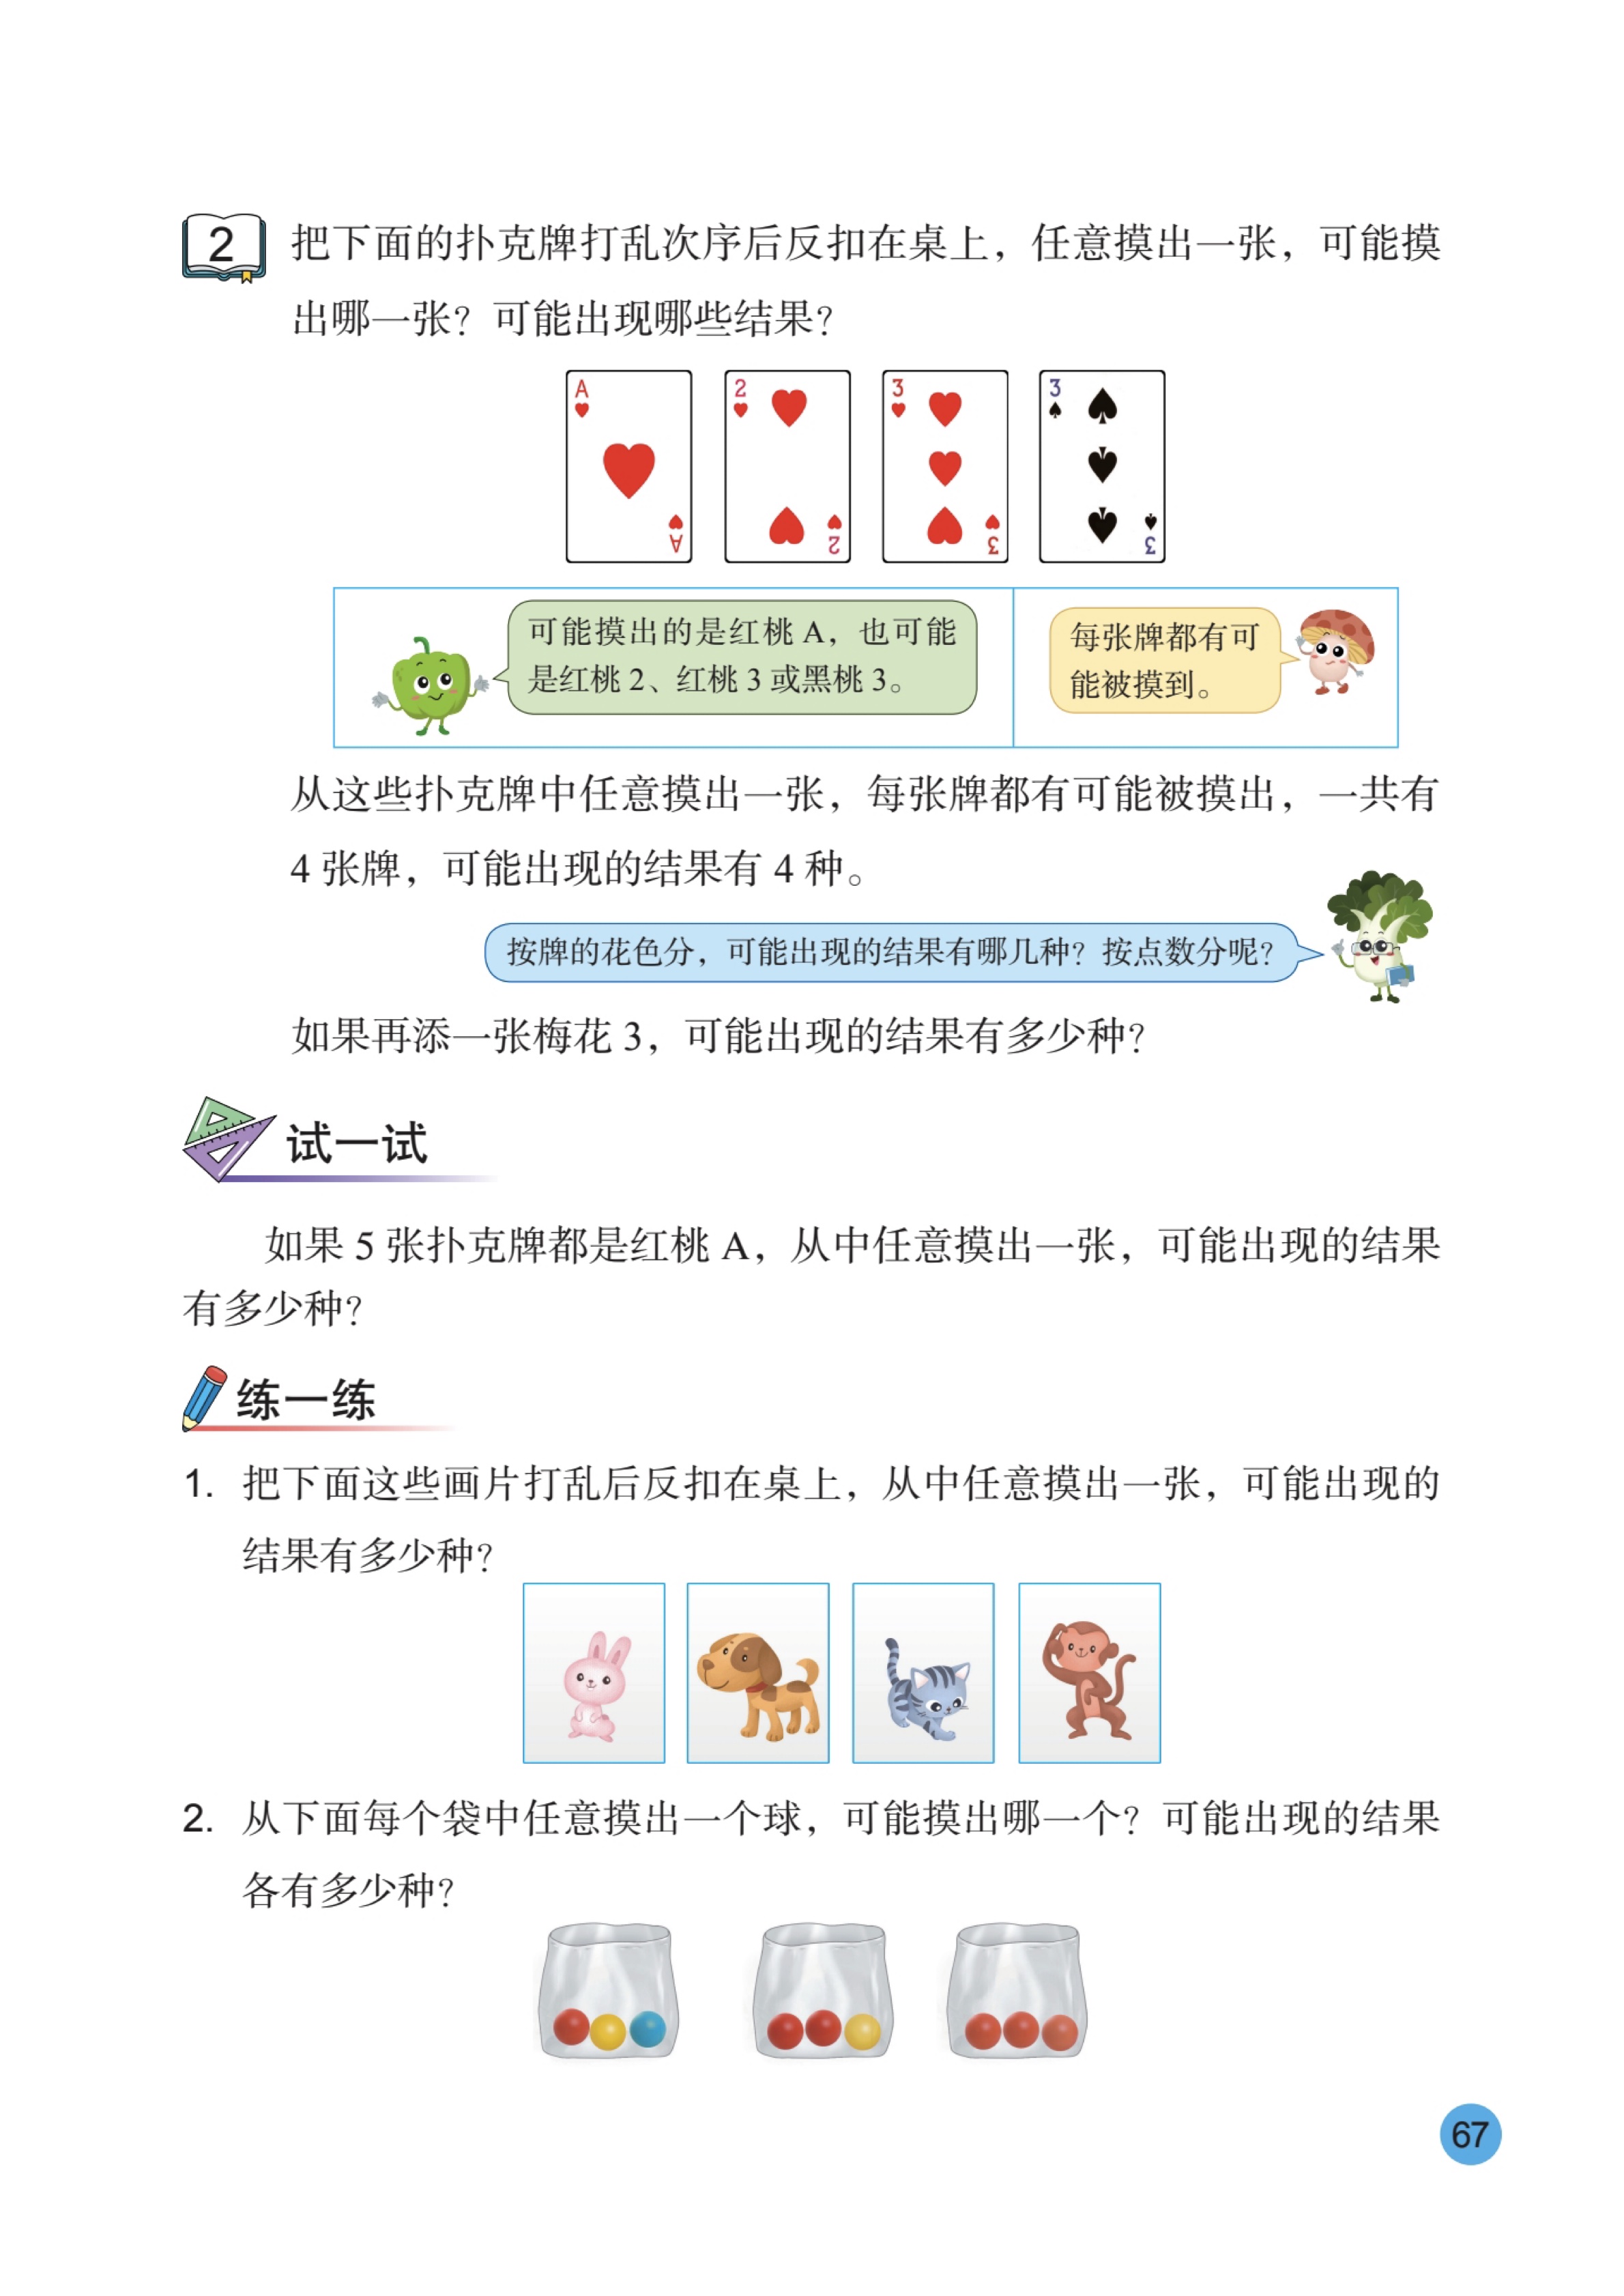 2
把下面的扑克牌打乱次序后反扣在桌上，任意摸出一张，可能摸
出哪一张？可能出现哪些结果？
A 2 3 3
A 2 3 3
可能摸出的是红桃 A，也可能
是红桃 2、红桃 3 或黑桃 3。
每张牌都有可
能被摸到。
从这些扑克牌中任意摸出一张，每张牌都有可能被摸出，一共有
4 张牌，可能出现的结果有 4 种。
按牌的花色分，可能出现的结果有哪几种？按点数分呢？
如果再添一张梅花 3，可能出现的结果有多少种？
试一试
如果 5 张扑克牌都是红桃 A，从中任意摸出一张，可能出现的结果
有多少种？
练一练
1. 把下面这些画片打乱后反扣在桌上，从中任意摸出一张，可能出现的
结果有多少种？
2. 从下面每个袋中任意摸出一个球，可能摸出哪一个？可能出现的结果
各有多少种？
67